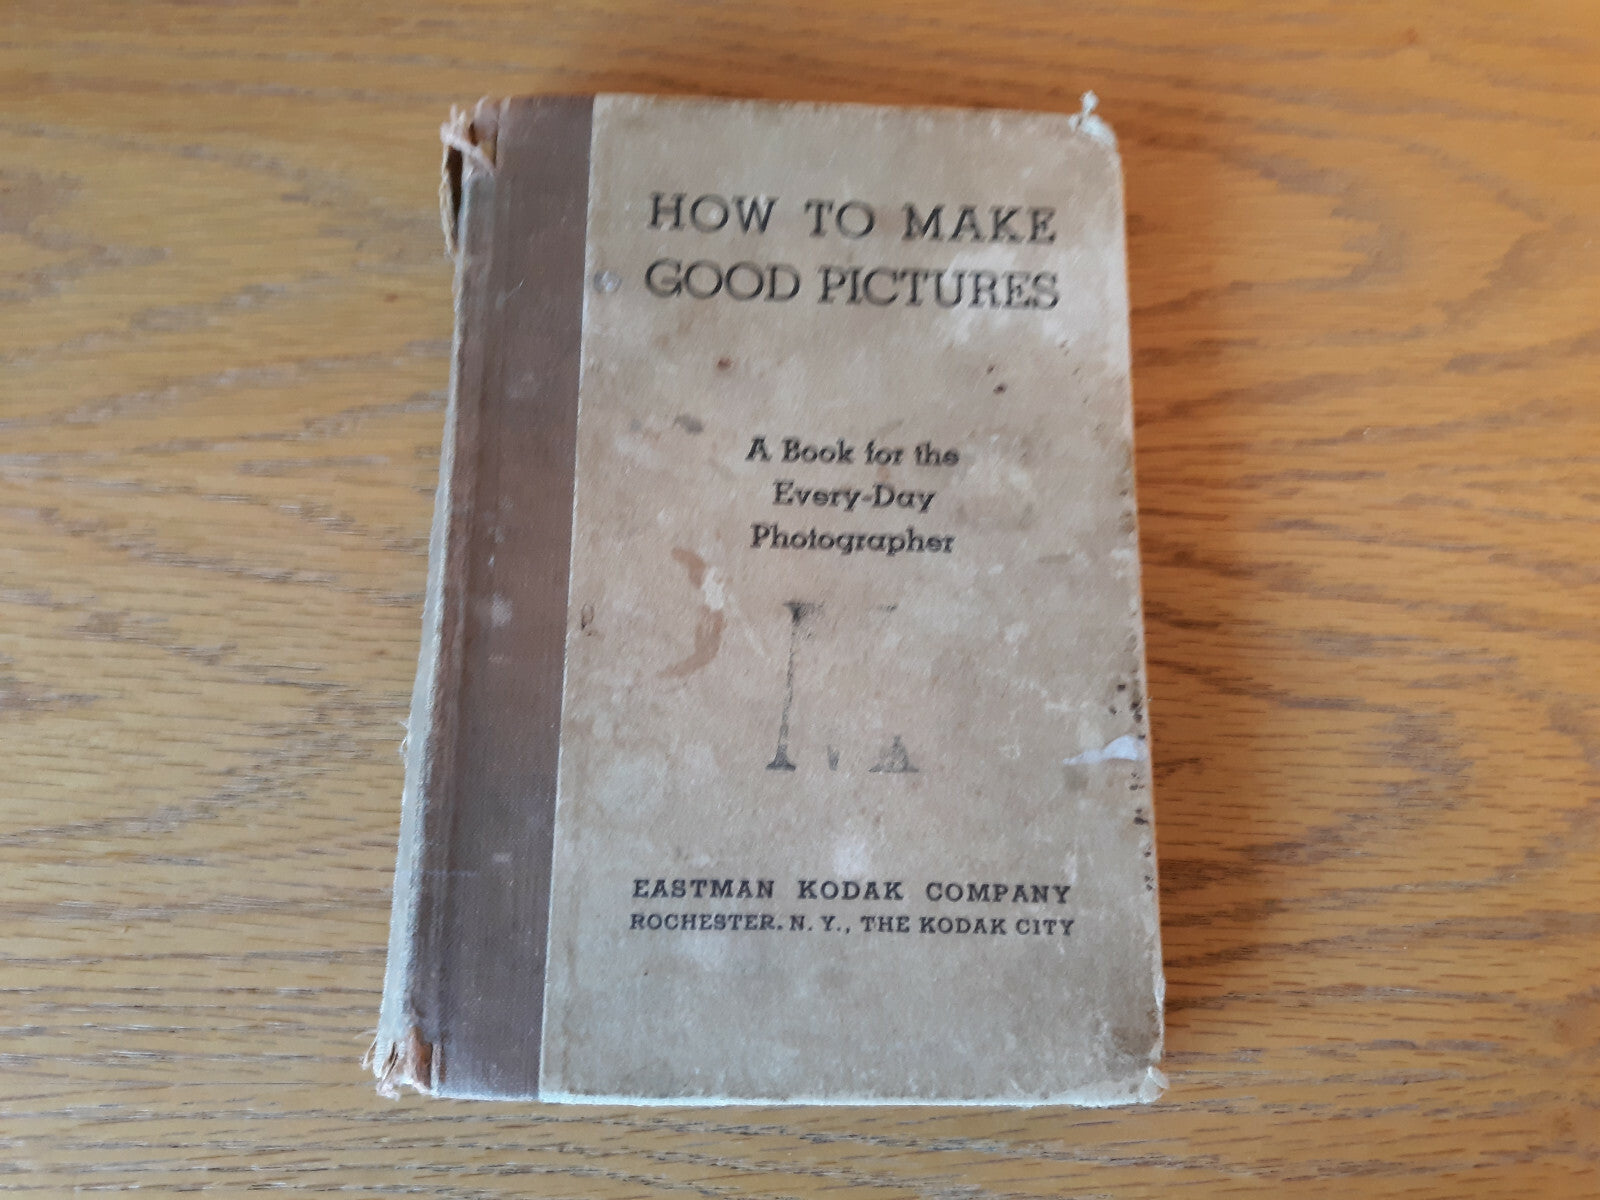 HOW TO MAKE
GOOD PICTURES
A Book for the
Every-Day
Photographer
EASTMAN KODAK COMPANY
ROCHESTER, N. Y., THE KODAK CITY